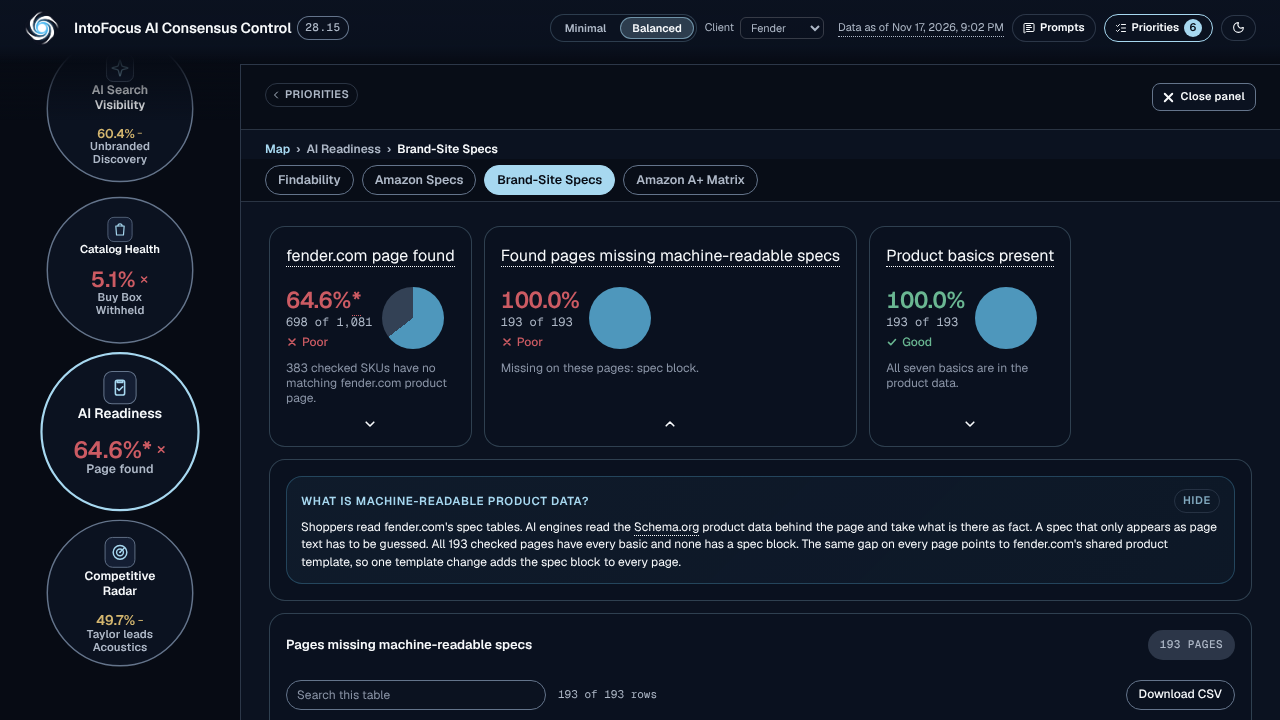 IntoFocus AI Consensus Control 28.15
Minimal Balanced Client Fender Data as of Nov 17, 2026, 9:02 PM Prompts Priorities 6
AI Search
Visibility
60.4% –
Unbranded
Discovery
Catalog Health
5.1% ×
Buy Box
Withheld
AI Readiness
64.6%* ×
Page found
Competitive
Radar
49.7% –
Taylor leads
Acoustics
‹ PRIORITIES
× Close panel
Map › AI Readiness › Brand-Site Specs
Findability Amazon Specs Brand-Site Specs Amazon A+ Matrix
fender.com page found
64.6%*
698 of 1,081
× Poor
383 checked SKUs have no
matching fender.com product
page.
Found pages missing machine-readable specs
100.0%
193 of 193
× Poor
Missing on these pages: spec block.
Product basics present
100.0%
193 of 193
✓ Good
All seven basics are in the
product data.
WHAT IS MACHINE-READABLE PRODUCT DATA?
HIDE
Shoppers read fender.com's spec tables. AI engines read the Schema.org product data behind the page and take what is there as fact. A spec that only appears as page
text has to be guessed. All 193 checked pages have every basic and none has a spec block. The same gap on every page points to fender.com's shared product
template, so one template change adds the spec block to every page.
Pages missing machine-readable specs
193 PAGES
Search this table
193 of 193 rows
Download CSV